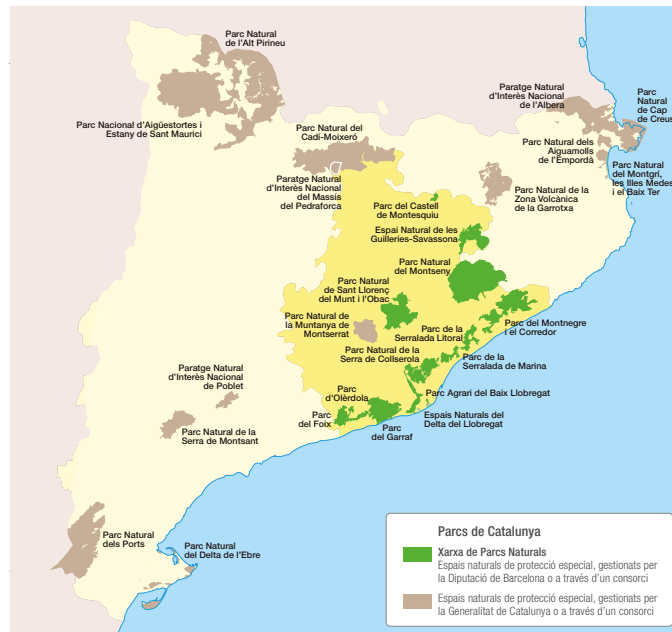 Parc Natural
de l'Alt Pirineu
Parc Nacional d'Aigüestortes i
Estany de Sant Maurici
Paratge Natural
d'Interès Nacional
de l'Albera
Parc
Natural
de Cap
de Creus
Parc Natural del
Cadí-Moixeró
Parc Natural dels
Aiguamolls
de l'Empordà
Parc Natural
del Montgrí,
les Illes Medes
i el Baix Ter
Paratge Natural
d'Interès Nacional
del Massis
del Pedraforca
Parc Natural de la
Zona Volcànica
de la Garrotxa
Parc del Castell
de Montesquiu
Espai Natural de les
Guilleries-Savassona
Parc Natural
del Montseny
Parc Natural
de Sant Llorenç
del Munt i l'Obac
Parc Natural de
la Muntanya de
Montserrat
Parc de la
Serralada Litoral
Parc del Montnegre
i el Corredor
Parc Natural de la
Serra de Collserola
Parc de la
Serralada de Marina
Paratge Natural
d'Interès Nacional
de Poblet
Parc
d'Olèrdola
Parc Agrari del Baix Llobregat
Parc
del Foix
Espais Naturals del
Delta del Llobregat
Parc Natural de la
Serra de Montsant
Parc
del Garraf
Parc Natural
dels Ports
Parc Natural
del Delta de l'Ebre
Parcs de Catalunya
Xarxa de Parcs Naturals
Espais naturals de protecció especial, gestionats per
la Diputació de Barcelona o a través d'un consorci
Espais naturals de protecció especial, gestionats per
la Generalitat de Catalunya o a través d'un consorci